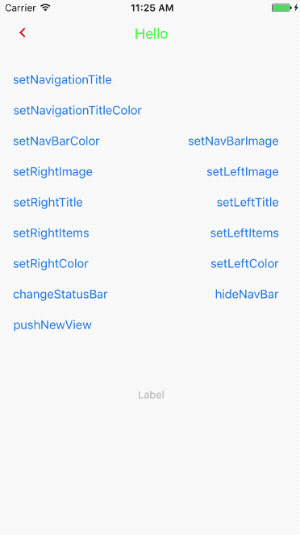 Carrier 11:25 AM
Hello
setNavigationTitle
setNavigationTitleColor
setNavBarColor setNavBarImage
setRightImage setLeftImage
setRightTitle setLeftTitle
setRightItems setLeftItems
setRightColor setLeftColor
changeStatusBar hideNavBar
pushNewView
Label